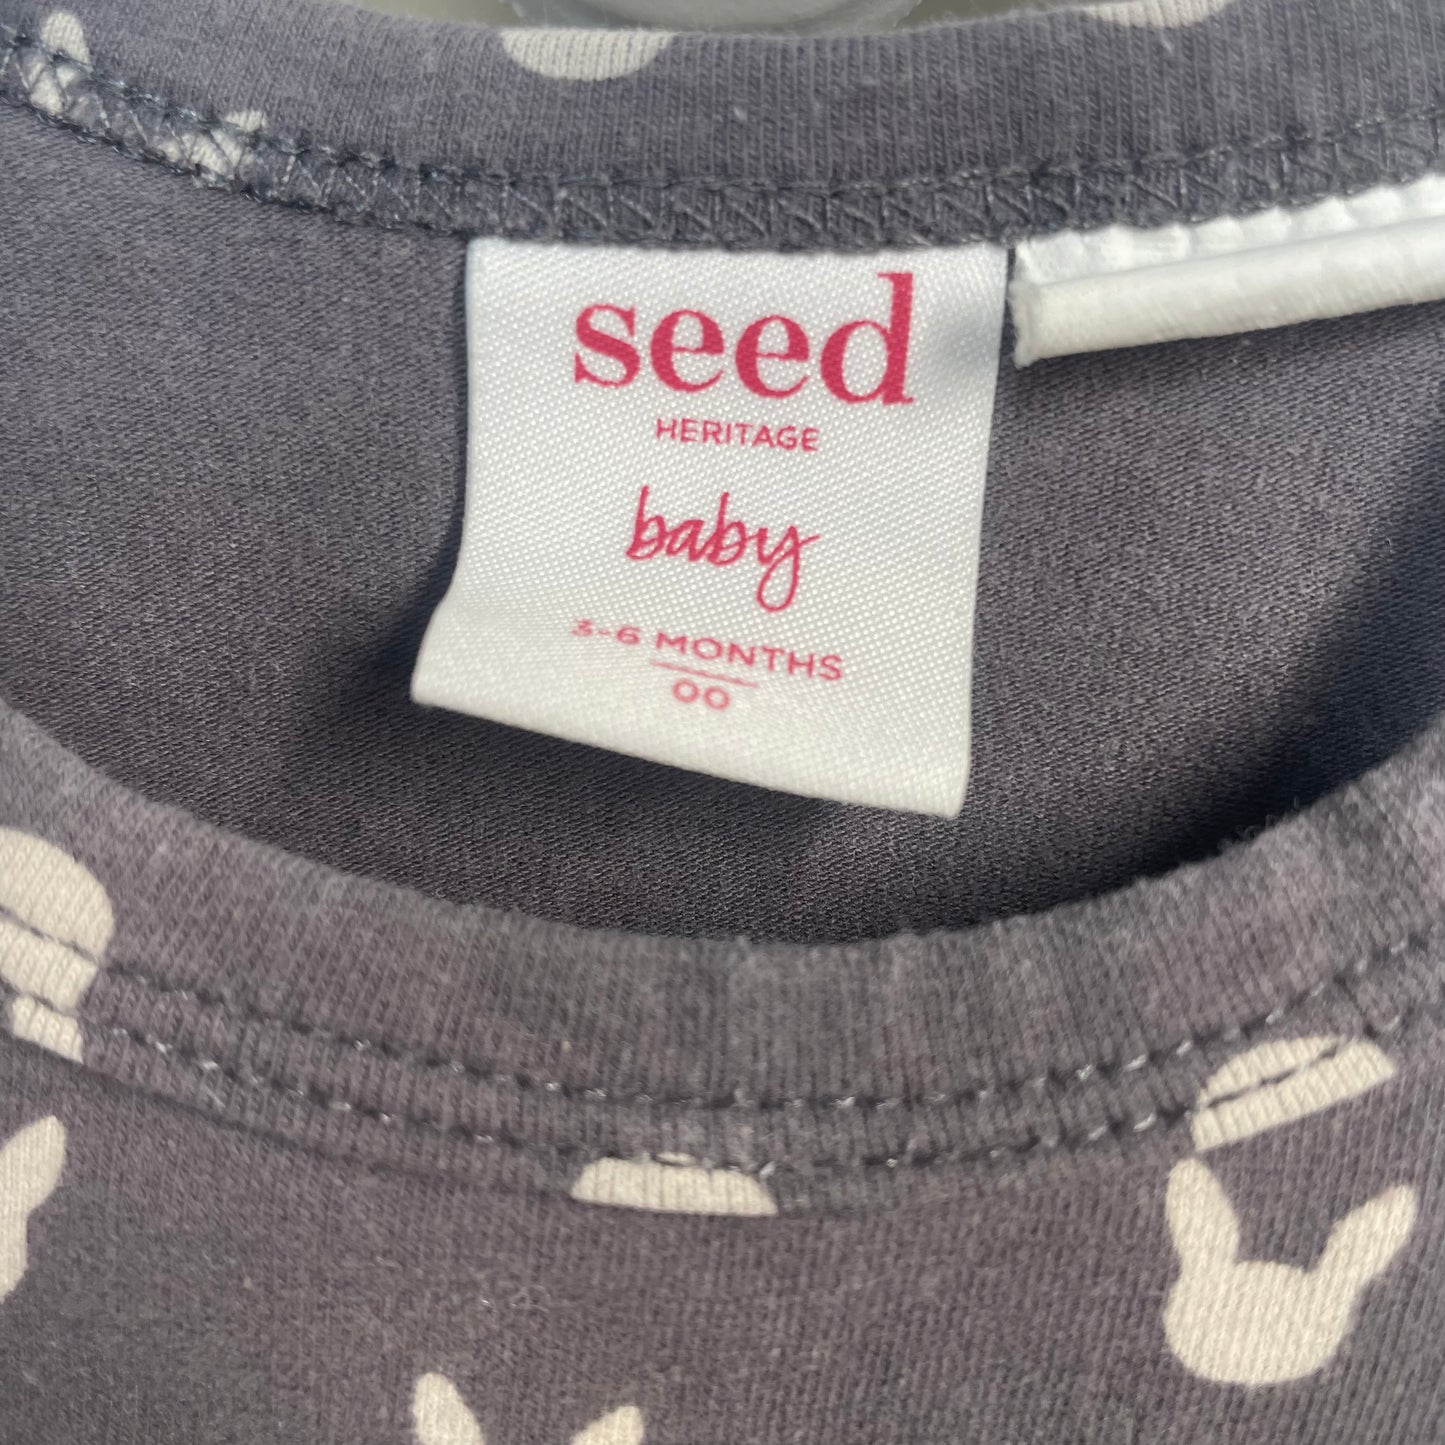 seed
HERITAGE
baby
3-6 MONTHS
00